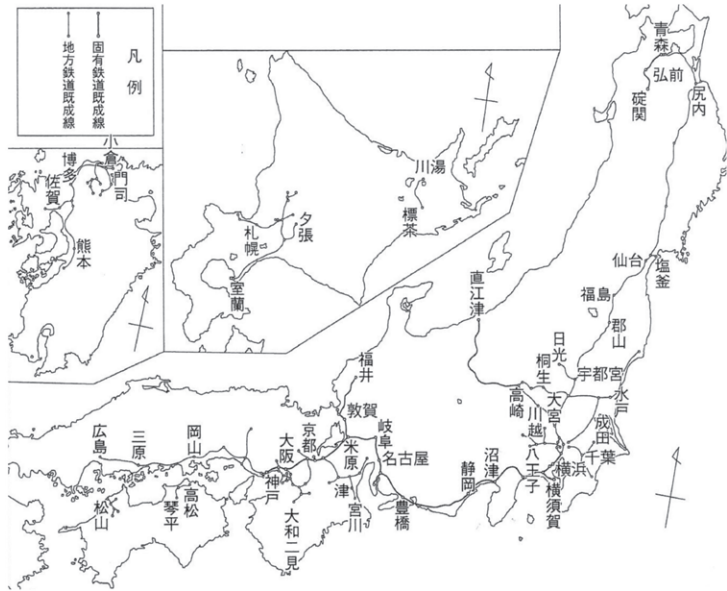 凡例
固有鉄道既成線
地方鉄道既成線
小倉
門司
博多
佐賀
熊本
川湯
標茶
夕張
札幌
室蘭
青森
弘前
碇関
尻内
仙台
塩釜
福島
郡山
直江津
日光
桐生
宇都宮
水戸
高崎
川越
大宮
成田
千葉
八王子
横浜
横須賀
福井
敦賀
岐阜
名古屋
米原
京都
大阪
神戸
津
宮川
大和二見
豊橋
静岡
沼津
岡山
三原
広島
高松
琴平
松山